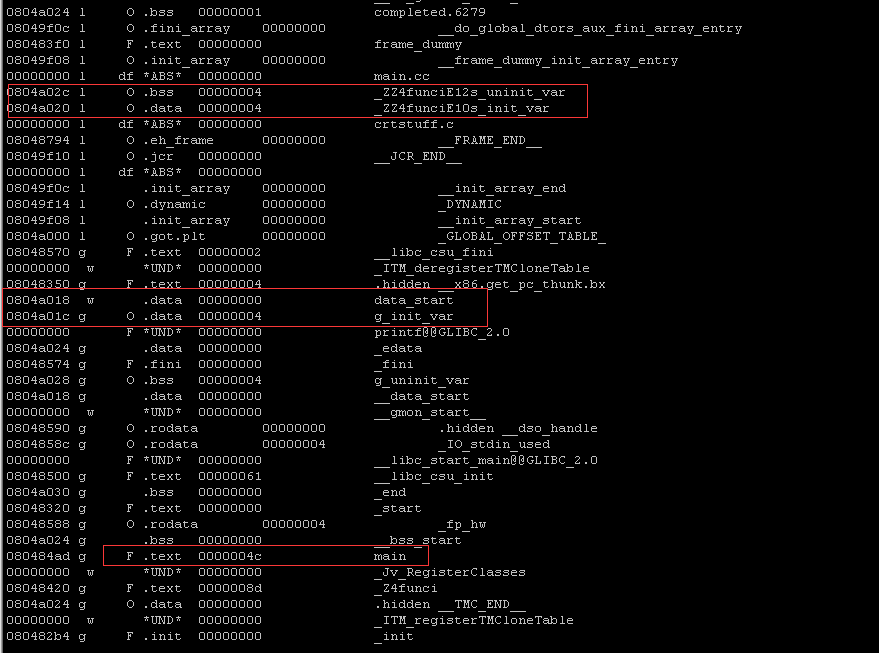 0804a024 l     O .bss   00000001              completed.6279
08049f0c l     O .fini_array     00000000              __do_global_dtors_aux_fini_array_entry
080483f0 l     F .text  00000000              frame_dummy
08049f08 l     O .init_array     00000000              __frame_dummy_init_array_entry
00000000 l    df *ABS*  00000000              main.cc
0804a02c l     O .bss   00000004              _ZZ4funciE12s_uninit_var
0804a020 l     O .data  00000004              _ZZ4funciE10s_init_var
00000000 l    df *ABS*  00000000              crtstuff.c
08048794 l     O .eh_frame       00000000              __FRAME_END__
08049f10 l     O .jcr   00000000              __JCR_END__
00000000 l    df *ABS*  00000000
08049f0c l       .init_array     00000000              __init_array_end
08049f14 l     O .dynamic        00000000              _DYNAMIC
08049f08 l       .init_array     00000000              __init_array_start
0804a000 l     O .got.plt        00000000              _GLOBAL_OFFSET_TABLE_
08048570 g     F .text  00000002              __libc_csu_fini
00000000  w      *UND*  00000000              _ITM_deregisterTMCloneTable
08048350 g     F .text  00000004              .hidden __x86.get_pc_thunk.bx
0804a018  w      .data  00000000              data_start
0804a01c g     O .data  00000004              g_init_var
00000000       F *UND*  00000000              printf@@GLIBC_2.0
0804a024 g       .data  00000000              _edata
08048574 g     F .fini  00000000              _fini
0804a028 g     O .bss   00000004              g_uninit_var
0804a018 g       .data  00000000              __data_start
00000000  w      *UND*  00000000              __gmon_start__
08048590 g     O .rodata         00000000              .hidden __dso_handle
0804858c g     O .rodata         00000004              _IO_stdin_used
00000000       F *UND*  00000000              __libc_start_main@@GLIBC_2.0
08048500 g     F .text  00000061              __libc_csu_init
0804a030 g       .bss   00000000              _end
08048320 g     F .text  00000000              _start
08048588 g     O .rodata         00000004              _fp_hw
0804a024 g       .bss   00000000              __bss_start
080484ad g     F .text  0000004c              main
00000000  w      *UND*  00000000              _Jv_RegisterClasses
08048420 g     F .text  0000008d              _Z4funci
0804a024 g     O .data  00000000              .hidden __TMC_END__
00000000  w      *UND*  00000000              _ITM_registerTMCloneTable
080482b4 g     F .init  00000000              _init